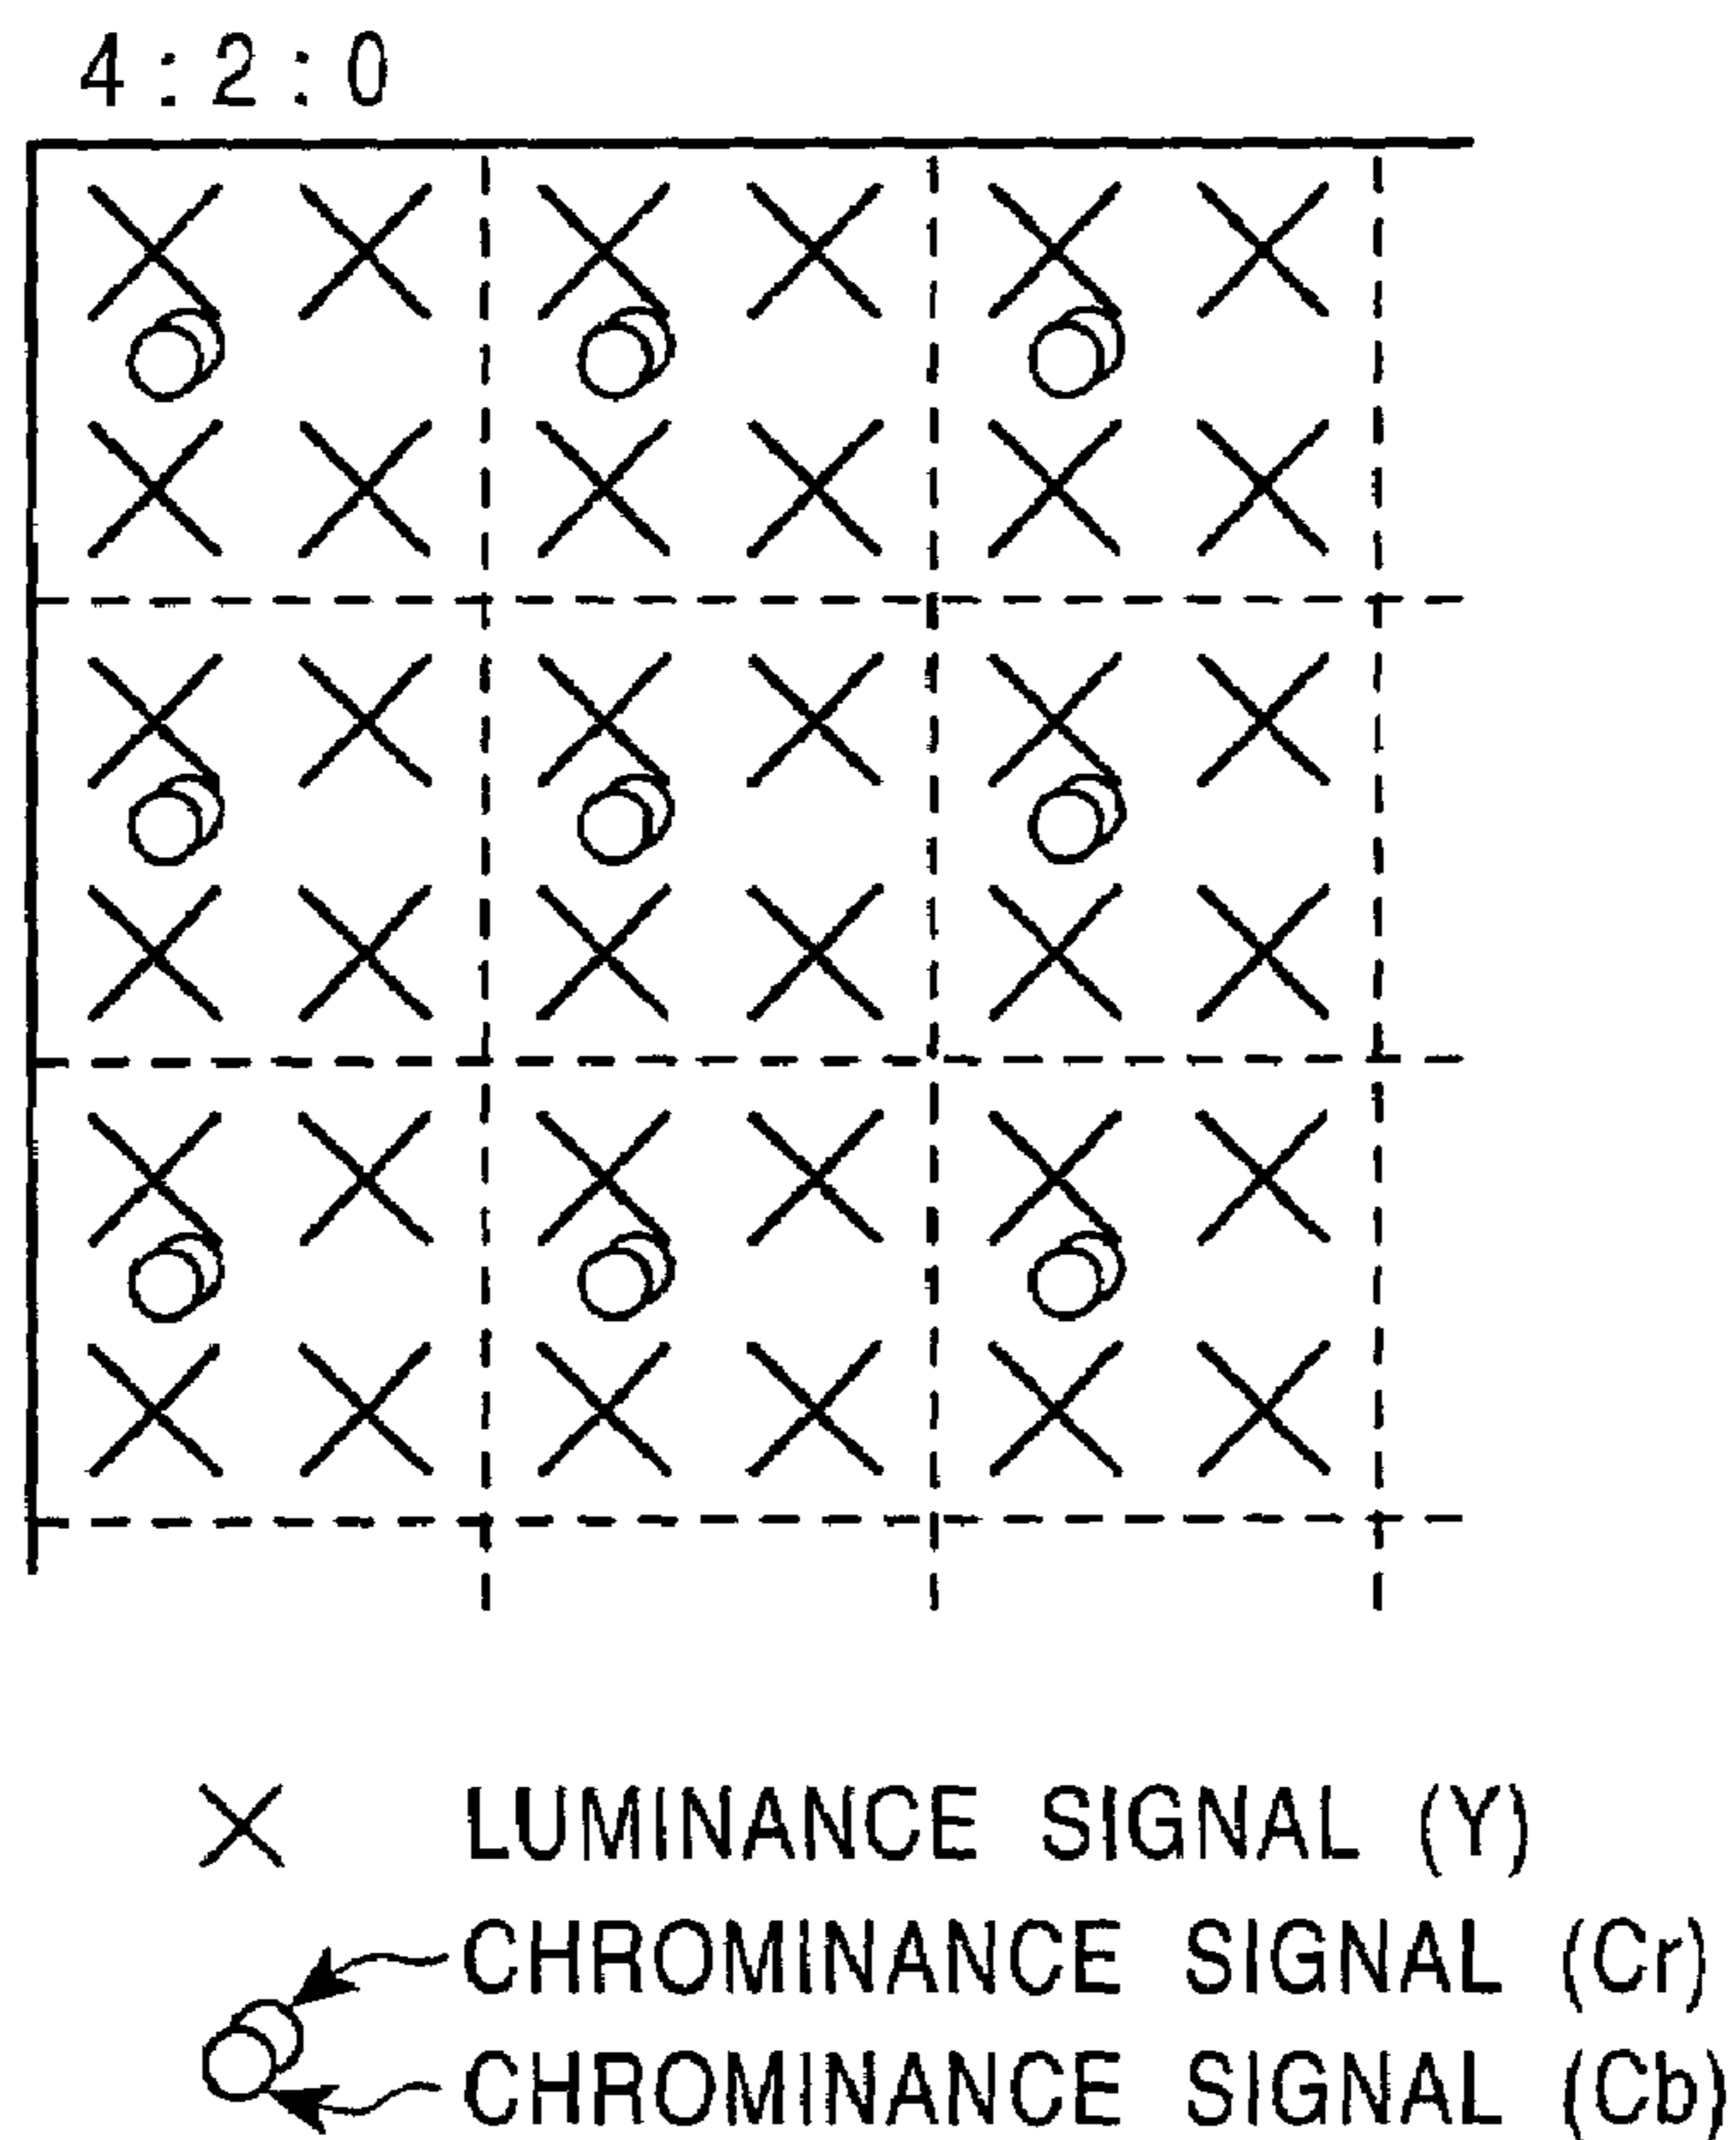 4:2:0
LUMINANCE SIGNAL (Y)
CHROMINANCE SIGNAL (Cr)
CHROMINANCE SIGNAL (Cb)